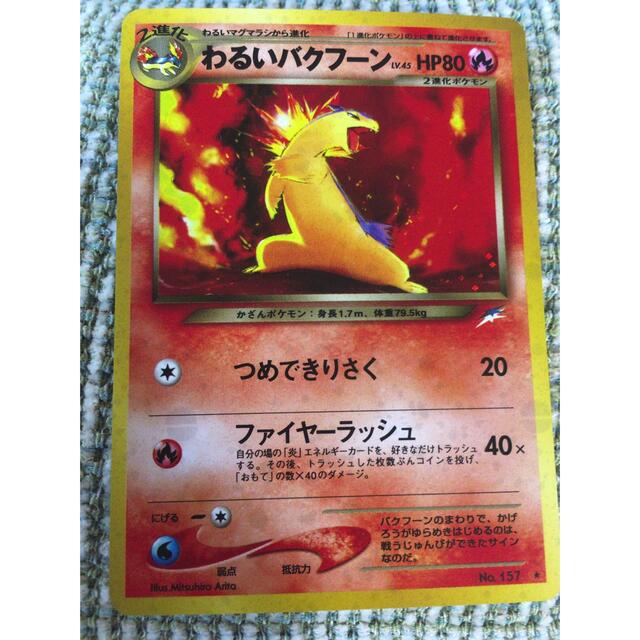 2進化
わるいマグマラシから進化
「1進化ポケモン」の上に重ねて進化させます。
わるいバクフーン LV.45 HP80
2進化ポケモン
かざんポケモン：身長1.7m、体重79.5kg
つめできりさく 20
ファイヤーラッシュ 40×
自分の場の「炎」エネルギーカードを、好きなだけトラッシュ
する。その後、トラッシュした枚数ぶんコインを投げ、
「おもて」の数×40のダメージ。
にげる
弱点 抵抗力
バクフーンのまわりで、かげ
ろうがゆらめきはじめるのは、
戦うじゅんびができたサイン
なのだ。
Illus.Mitsuhiro Arita
No. 157 ★